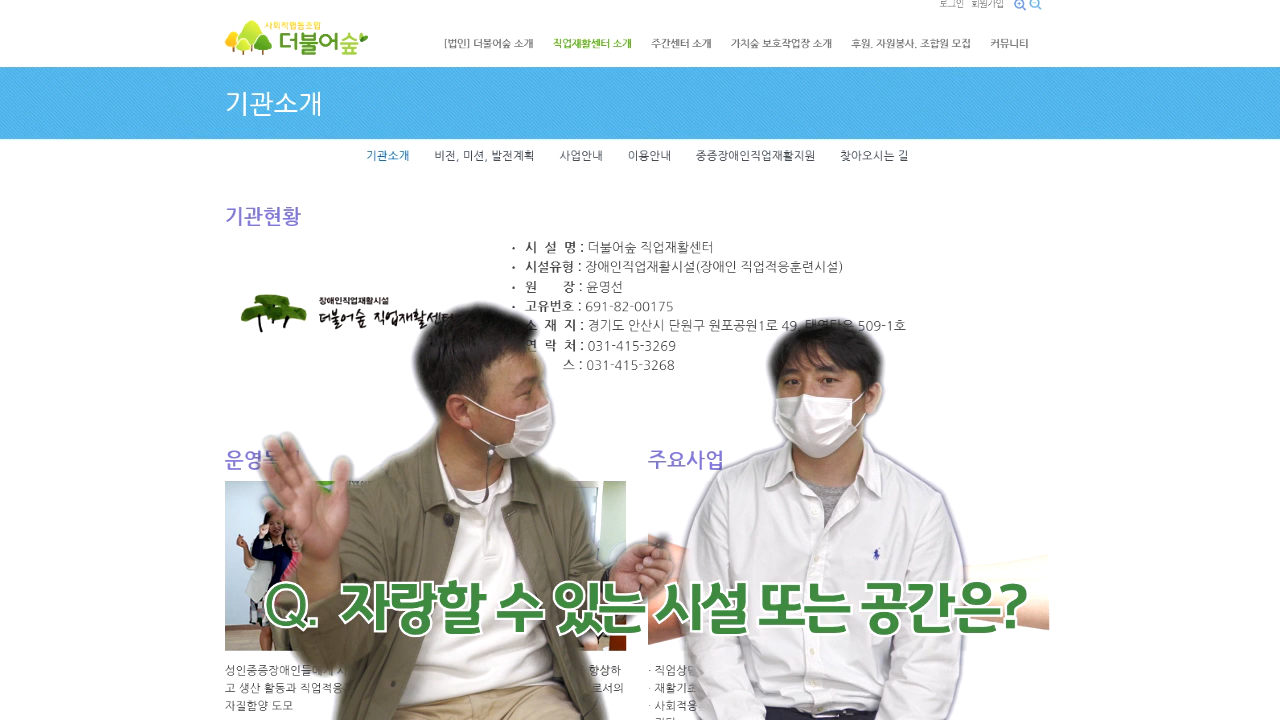 로그인 회원가입
사회적협동조합
더불어숲
[법인] 더불어숲 소개 직업재활센터 소개 주간센터 소개 가치숲 보호작업장 소개 후원, 자원봉사, 조합원 모집 커뮤니티
기관소개
기관소개 비전, 미션, 발전계획 사업안내 이용안내 중증장애인직업재활지원 찾아오시는 길
기관현황
장애인직업재활시설
더불어숲 직업재활센터
• 시 설 명 : 더불어숲 직업재활센터
• 시설유형 : 장애인직업재활시설(장애인 직업적응훈련시설)
• 원 장 : 윤영선
• 고유번호 : 691-82-00175
소 재 지 : 경기도 안산시 단원구 원포공원1로 49, 509-1호
연 락 처 : 031-415-3269
스 : 031-415-3268
운영
주요사업
Q. 자랑할 수 있는 시설 또는 공간은?
성인중증장애인들에게 향상하
고 생산 활동과 직업적응 로서의
자질함양 도모
· 직업상담
· 재활기초
· 사회적응